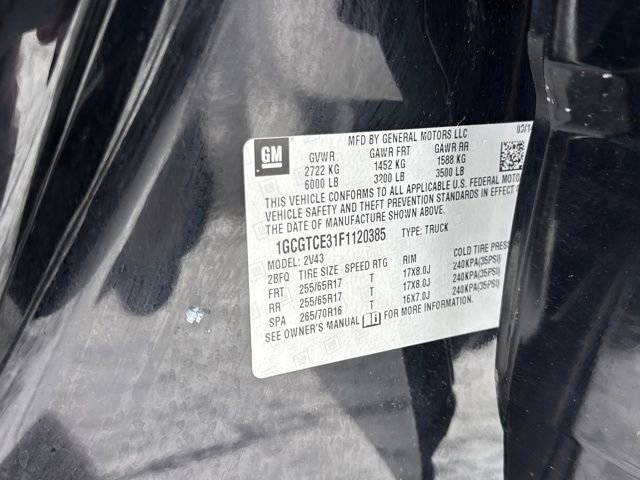 MFD BY GENERAL MOTORS LLC
GM
GVWR GAWR FRT GAWR RR
2722 KG 1452 KG 1588 KG
6000 LB 3200 LB 3500 LB
THIS VEHICLE CONFORMS TO ALL APPLICABLE U.S. FEDERAL MOTO
VEHICLE SAFETY AND THEFT PREVENTION STANDARDS IN EFFECT
DATE OF MANUFACTURE SHOWN ABOVE.
1GCGTCE31F1120385 TYPE: TRUCK
MODEL: 2V43
2BFQ TIRE SIZE SPEED RTG RIM COLD TIRE PRESS
FRT 255/65R17 T 17X8.0J 240KPA(35PSI)
RR 255/65R17 T 17X8.0J 240KPA(35PSI)
SPA 265/70R16 T 16X7.0J 240KPA(35PSI)
SEE OWNER'S MANUAL FOR MORE INFORMATION.